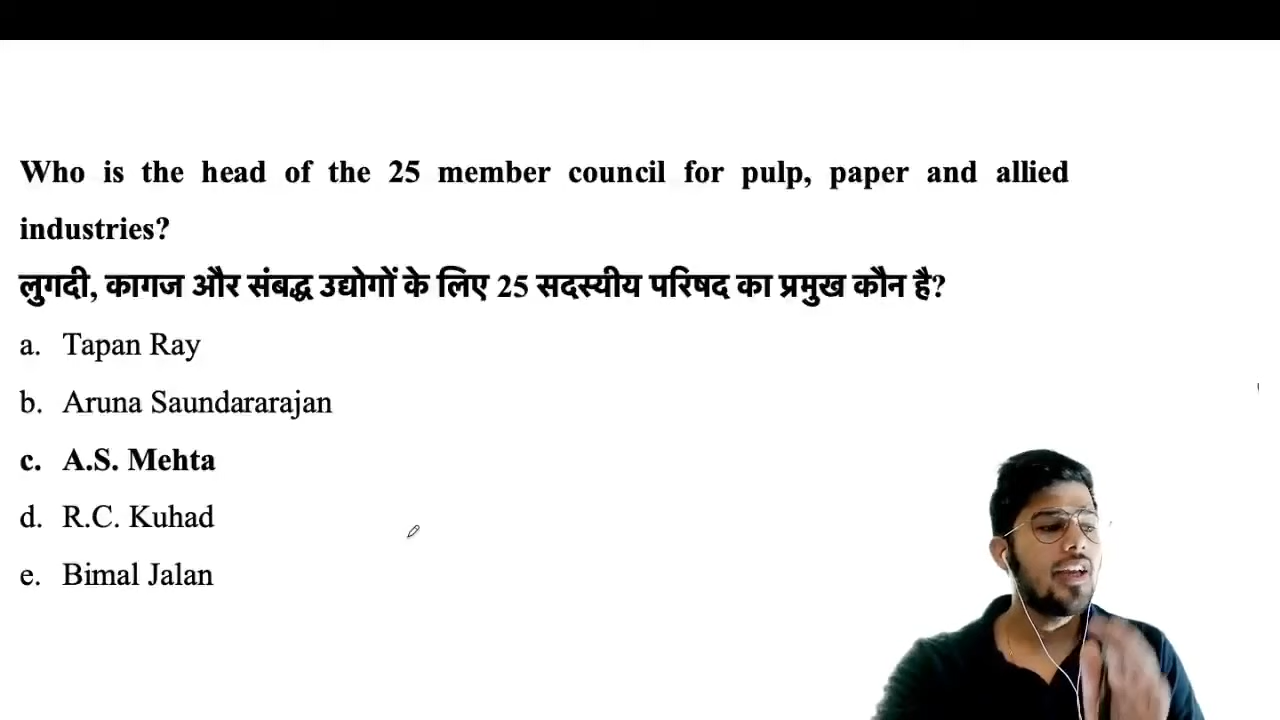 Who is the head of the 25 member council for pulp, paper and allied
industries?
लुगदी, कागज और संबद्ध उद्योगों के लिए 25 सदस्यीय परिषद का प्रमुख कौन है?
a. Tapan Ray
b. Aruna Saundararajan
c. A.S. Mehta
d. R.C. Kuhad
e. Bimal Jalan